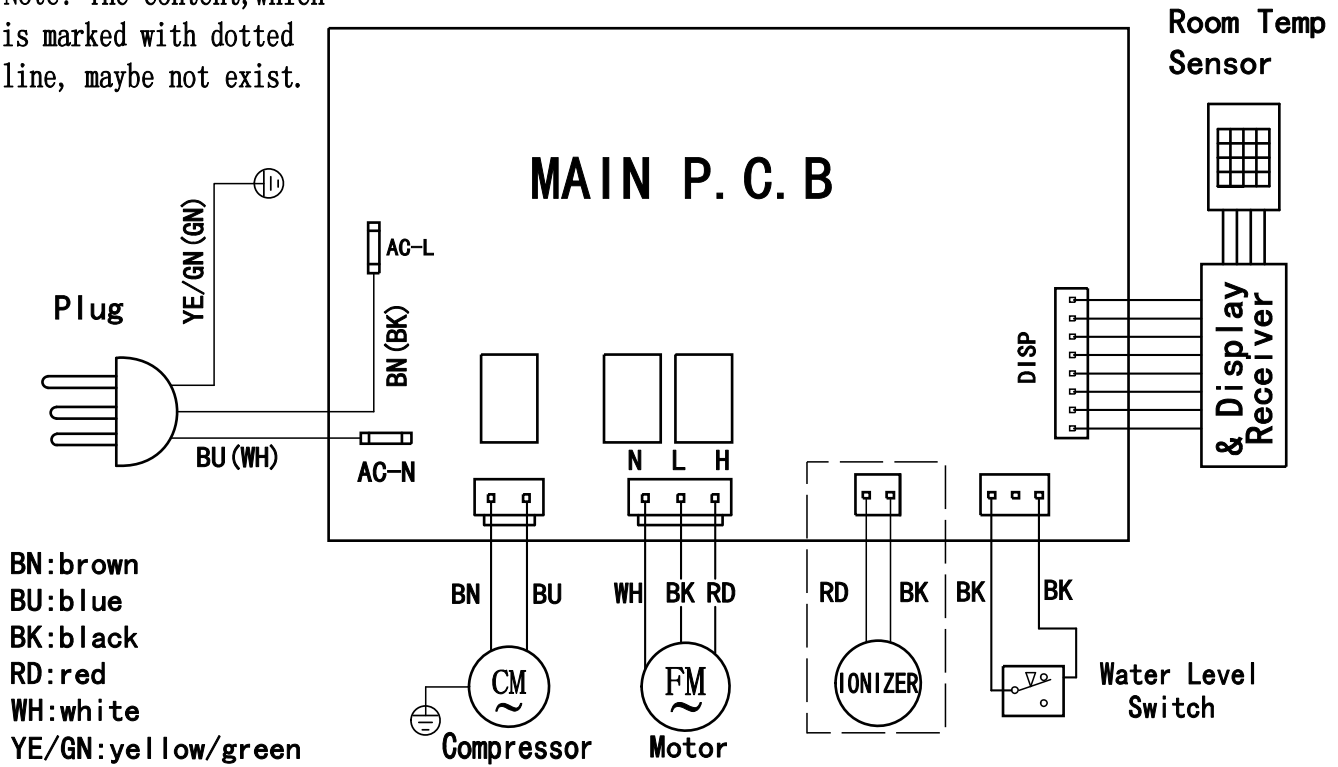 Note: The content,which
is marked with dotted
line, maybe not exist.
Room Temp
Sensor
MAIN P.C.B
YE/GN(GN)
AC-L
Plug
BN(BK)
DISP
& Display
Receiver
BU(WH)
AC-N
N L H
BN:brown
BU:blue
BK:black
RD:red
WH:white
YE/GN:yellow/green
BN BU WH BK RD RD BK BK BK
CM
~
FM
~
IONIZER
Water Level
Switch
Compressor
Motor